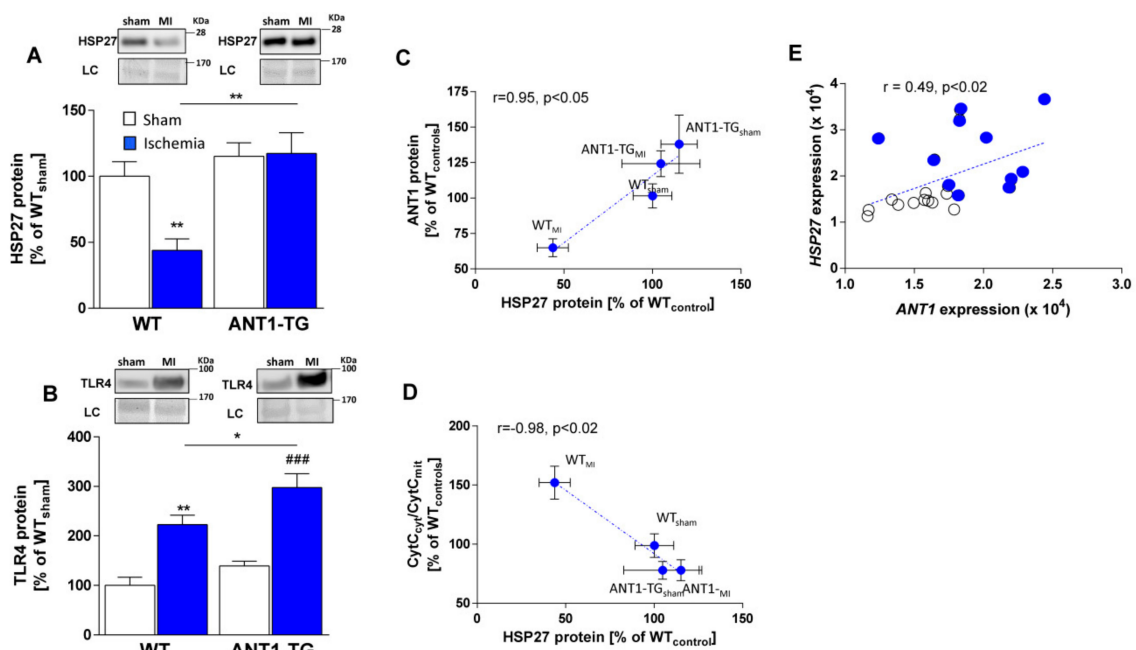 A
sham MI KDa
HSP27
28
LC
170
sham MI KDa
HSP27
28
LC
170
**
Sham
Ischemia
**
HSP27 protein
[% of WTsham]
150
100
50
0
WT ANT1-TG
B
sham MI KDa
TLR4
100
LC
170
sham MI KDa
TLR4
100
LC
170
*
**
###
TLR4 protein
[% of WTsham]
400
300
200
100
0
WT ANT1-TG
C
r=0.95, p<0.05
ANT1-TGsham
ANT1-TGMI
WTsham
WTMI
ANT1 protein
[% of WTcontrols]
175
150
125
100
75
50
0 50 100 150
HSP27 protein [% of WTcontrol]
D
r=-0.98, p<0.02
WTMI
WTsham
ANT1-TGsham
ANT1-MI
CytCcyt/CytCmit
[% of WTcontrols]
200
150
100
50
0 50 100 150
HSP27 protein [% of WTcontrol]
E
r = 0.49, p<0.02
HSP27 expression (x 10⁴)
4
3
2
1
0
1.0 1.5 2.0 2.5 3.0
ANT1 expression (x 10⁴)